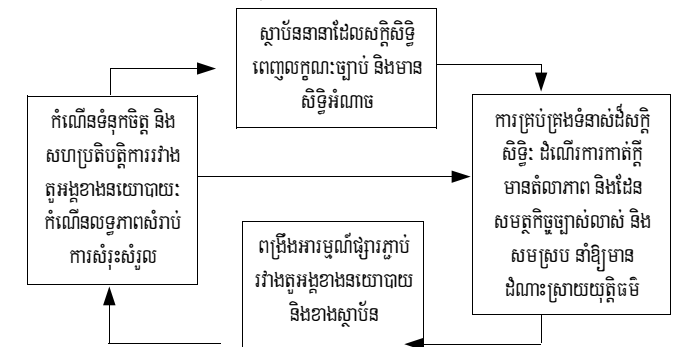 ស្ថាប័ននានាដែលសក្តិសិទ្ធិ
ពេញលក្ខណៈច្បាប់ និងមាន
សិទ្ធិអំណាច
កំណើនទំនុកចិត្ត និង
សហប្រតិបត្តិការរវាង
តួអង្គខាងនយោបាយៈ
កំណើនលទ្ធភាពសំរាប់
ការសំរុះសំរួល
ការគ្រប់គ្រងទំនាស់ដ៏សក្តិ
សិទ្ធិៈ ដំណើរការកាត់ក្តី
មានតំលាភាព និងដែន
សមត្ថកិច្ចច្បាស់លាស់ និង
សមស្រប នាំឱ្យមាន
ដំណោះស្រាយយុត្តិធម៌
ពង្រឹងអារម្មណ៍ផ្សារភ្ជាប់
រវាងតួអង្គខាងនយោបាយ
និងខាងស្ថាប័ន